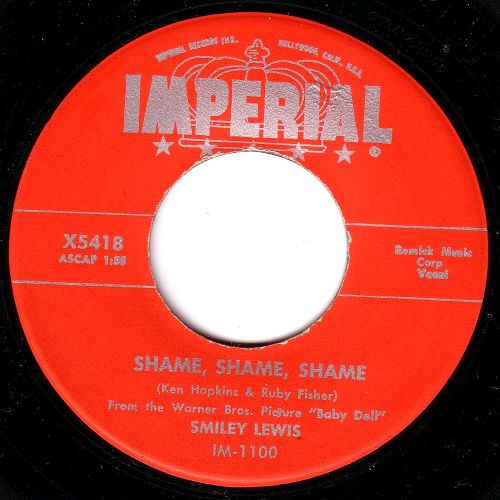 IMPERIAL RECORDS INC. HOLLYWOOD, CALIF., U.S.A.
IMPERIAL ®
X5418
ASCAP 1:58
Remick Music
Corp
Vocal
SHAME, SHAME, SHAME
(Ken Hopkins & Ruby Fisher)
From the Warner Bros. Picture "Baby Doll"
SMILEY LEWIS
IM-1100